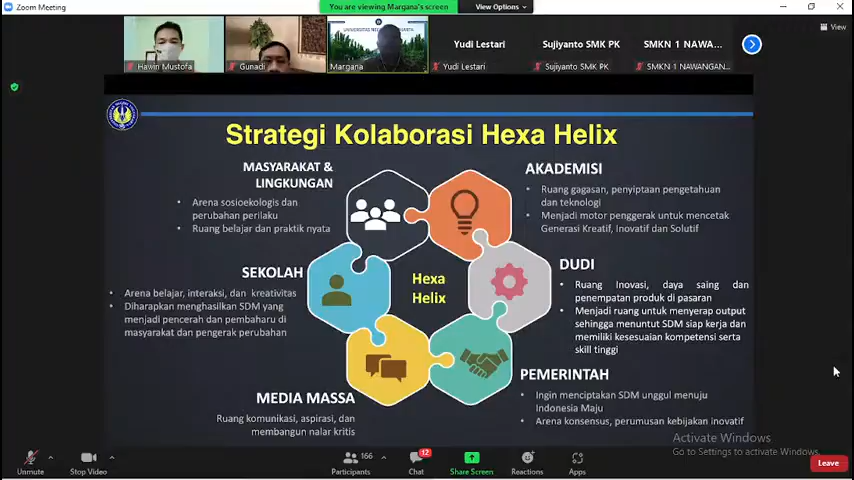 Zoom Meeting
You are viewing Margana's screen
View Options
View
Hawin Mustofa
Gunadi
Margana
Yudi Lestari
Yudi Lestari
Sujiyanto SMK PK
Sujiyanto SMK PK
SMKN 1 NAWA...
SMKN 1 NAWANGAN...
Strategi Kolaborasi Hexa Helix
MASYARAKAT &
LINGKUNGAN
• Arena sosioekologis dan
perubahan perilaku
• Ruang belajar dan praktik nyata
AKADEMISI
• Ruang gagasan, penyiptaan pengetahuan
dan teknologi
• Menjadi motor penggerak untuk mencetak
Generasi Kreatif, Inovatif dan Solutif
SEKOLAH
• Arena belajar, interaksi, dan kreativitas
• Diharapkan menghasilkan SDM yang
menjadi pencerah dan pembaharu di
masyarakat dan pengerak perubahan
Hexa
Helix
DUDI
• Ruang Inovasi, daya saing dan
penempatan produk di pasaran
• Menjadi ruang untuk menyerap output
sehingga menuntut SDM siap kerja dan
memiliki kesesuaian kompetensi serta
skill tinggi
MEDIA MASSA
Ruang komunikasi, aspirasi, dan
membangun nalar kritis
PEMERINTAH
• Ingin menciptakan SDM unggul menuju
Indonesia Maju
• Arena konsensus, perumusan kebijakan inovatif
Activate Windows
Go to Settings to activate Windows.
Unmute
Stop Video
166
Participants
12
Chat
Share Screen
Reactions
Apps
Leave